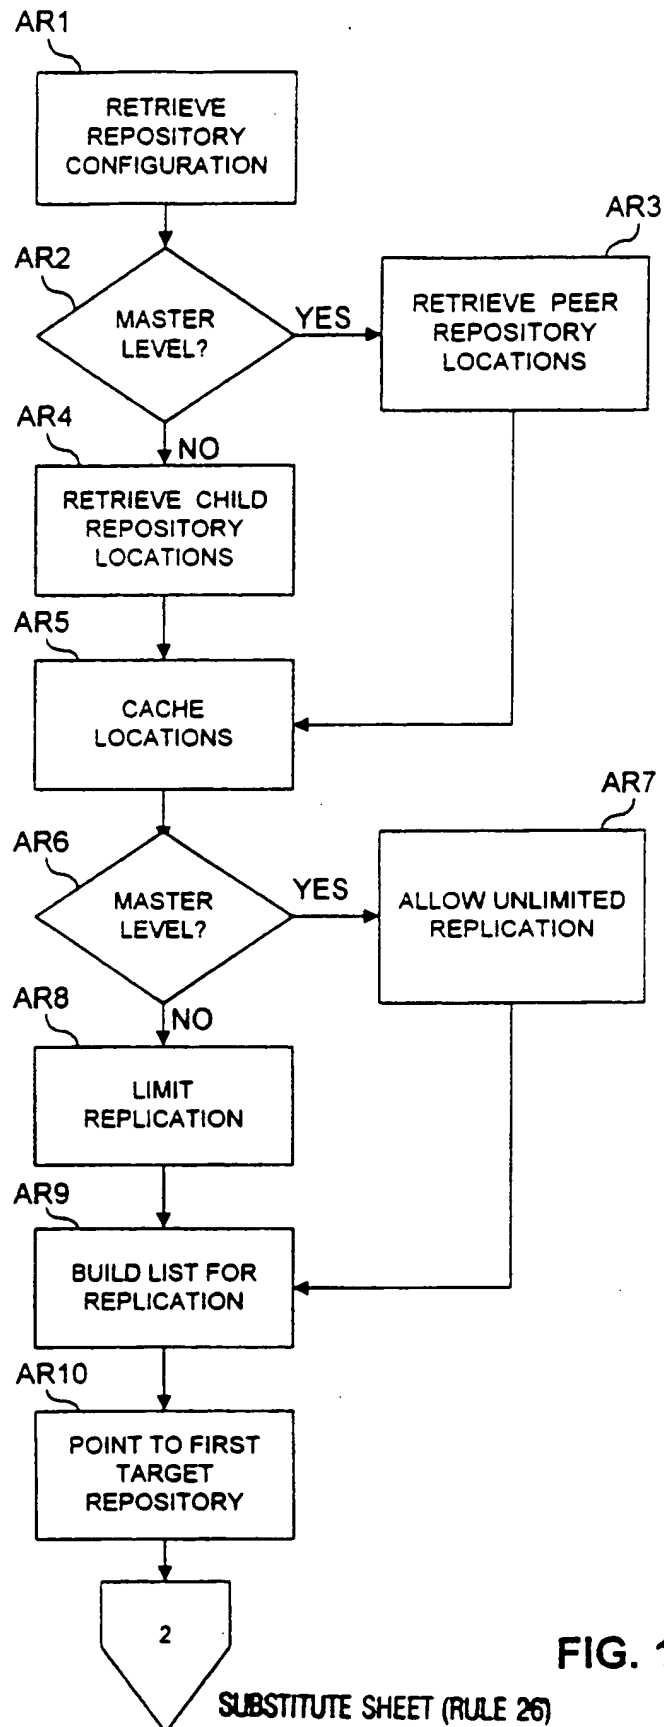 AR1
RETRIEVE
REPOSITORY
CONFIGURATION
AR2
MASTER
LEVEL?
YES
AR3
RETRIEVE PEER
REPOSITORY
LOCATIONS
NO
AR4
RETRIEVE CHILD
REPOSITORY
LOCATIONS
AR5
CACHE
LOCATIONS
AR6
MASTER
LEVEL?
YES
AR7
ALLOW UNLIMITED
REPLICATION
NO
AR8
LIMIT
REPLICATION
AR9
BUILD LIST FOR
REPLICATION
AR10
POINT TO FIRST
TARGET
REPOSITORY
2
FIG.
SUBSTITUTE SHEET (RULE 26)